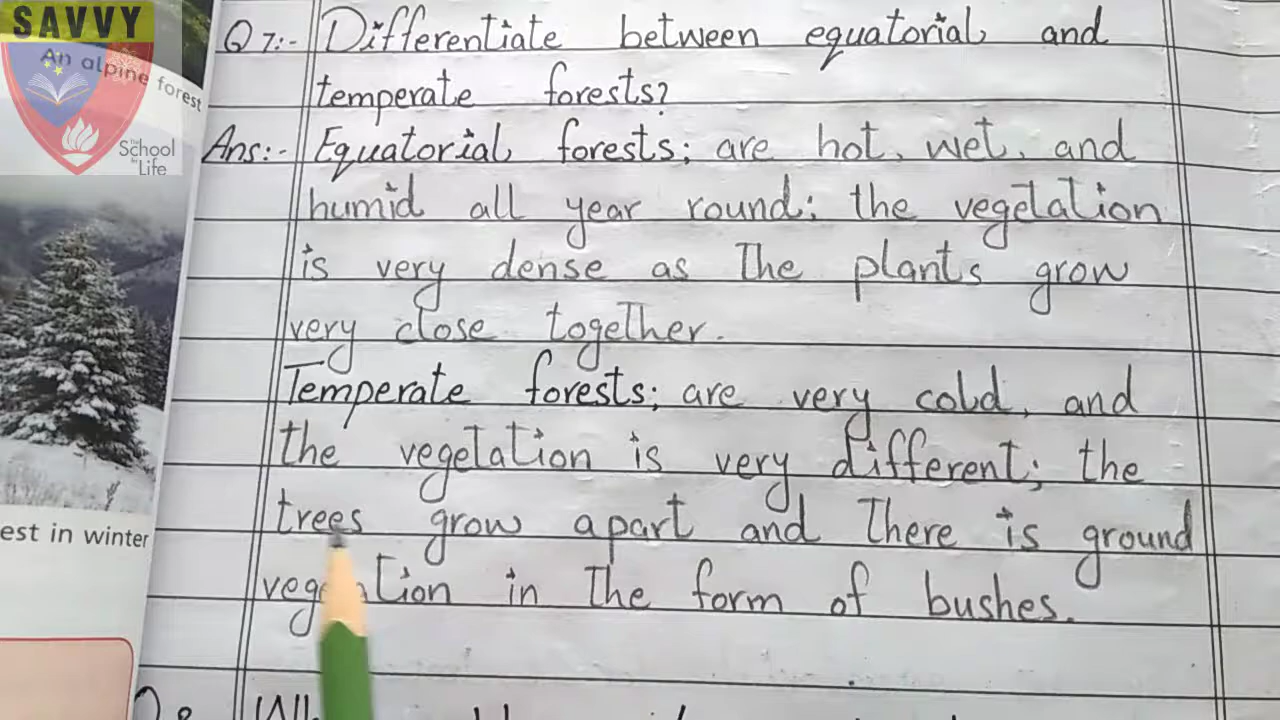 SAVVY
The School for Life
An alpine forest
est in winter
Q 7:- Differentiate between equatorial and
temperate forests?
Ans:- Equatorial forests; are hot, wet, and
humid all year round; the vegetation
is very dense as the plants grow
very close together.
Temperate forests; are very cold, and
the vegetation is very different; the
trees grow apart and there is ground
vegetation in the form of bushes.